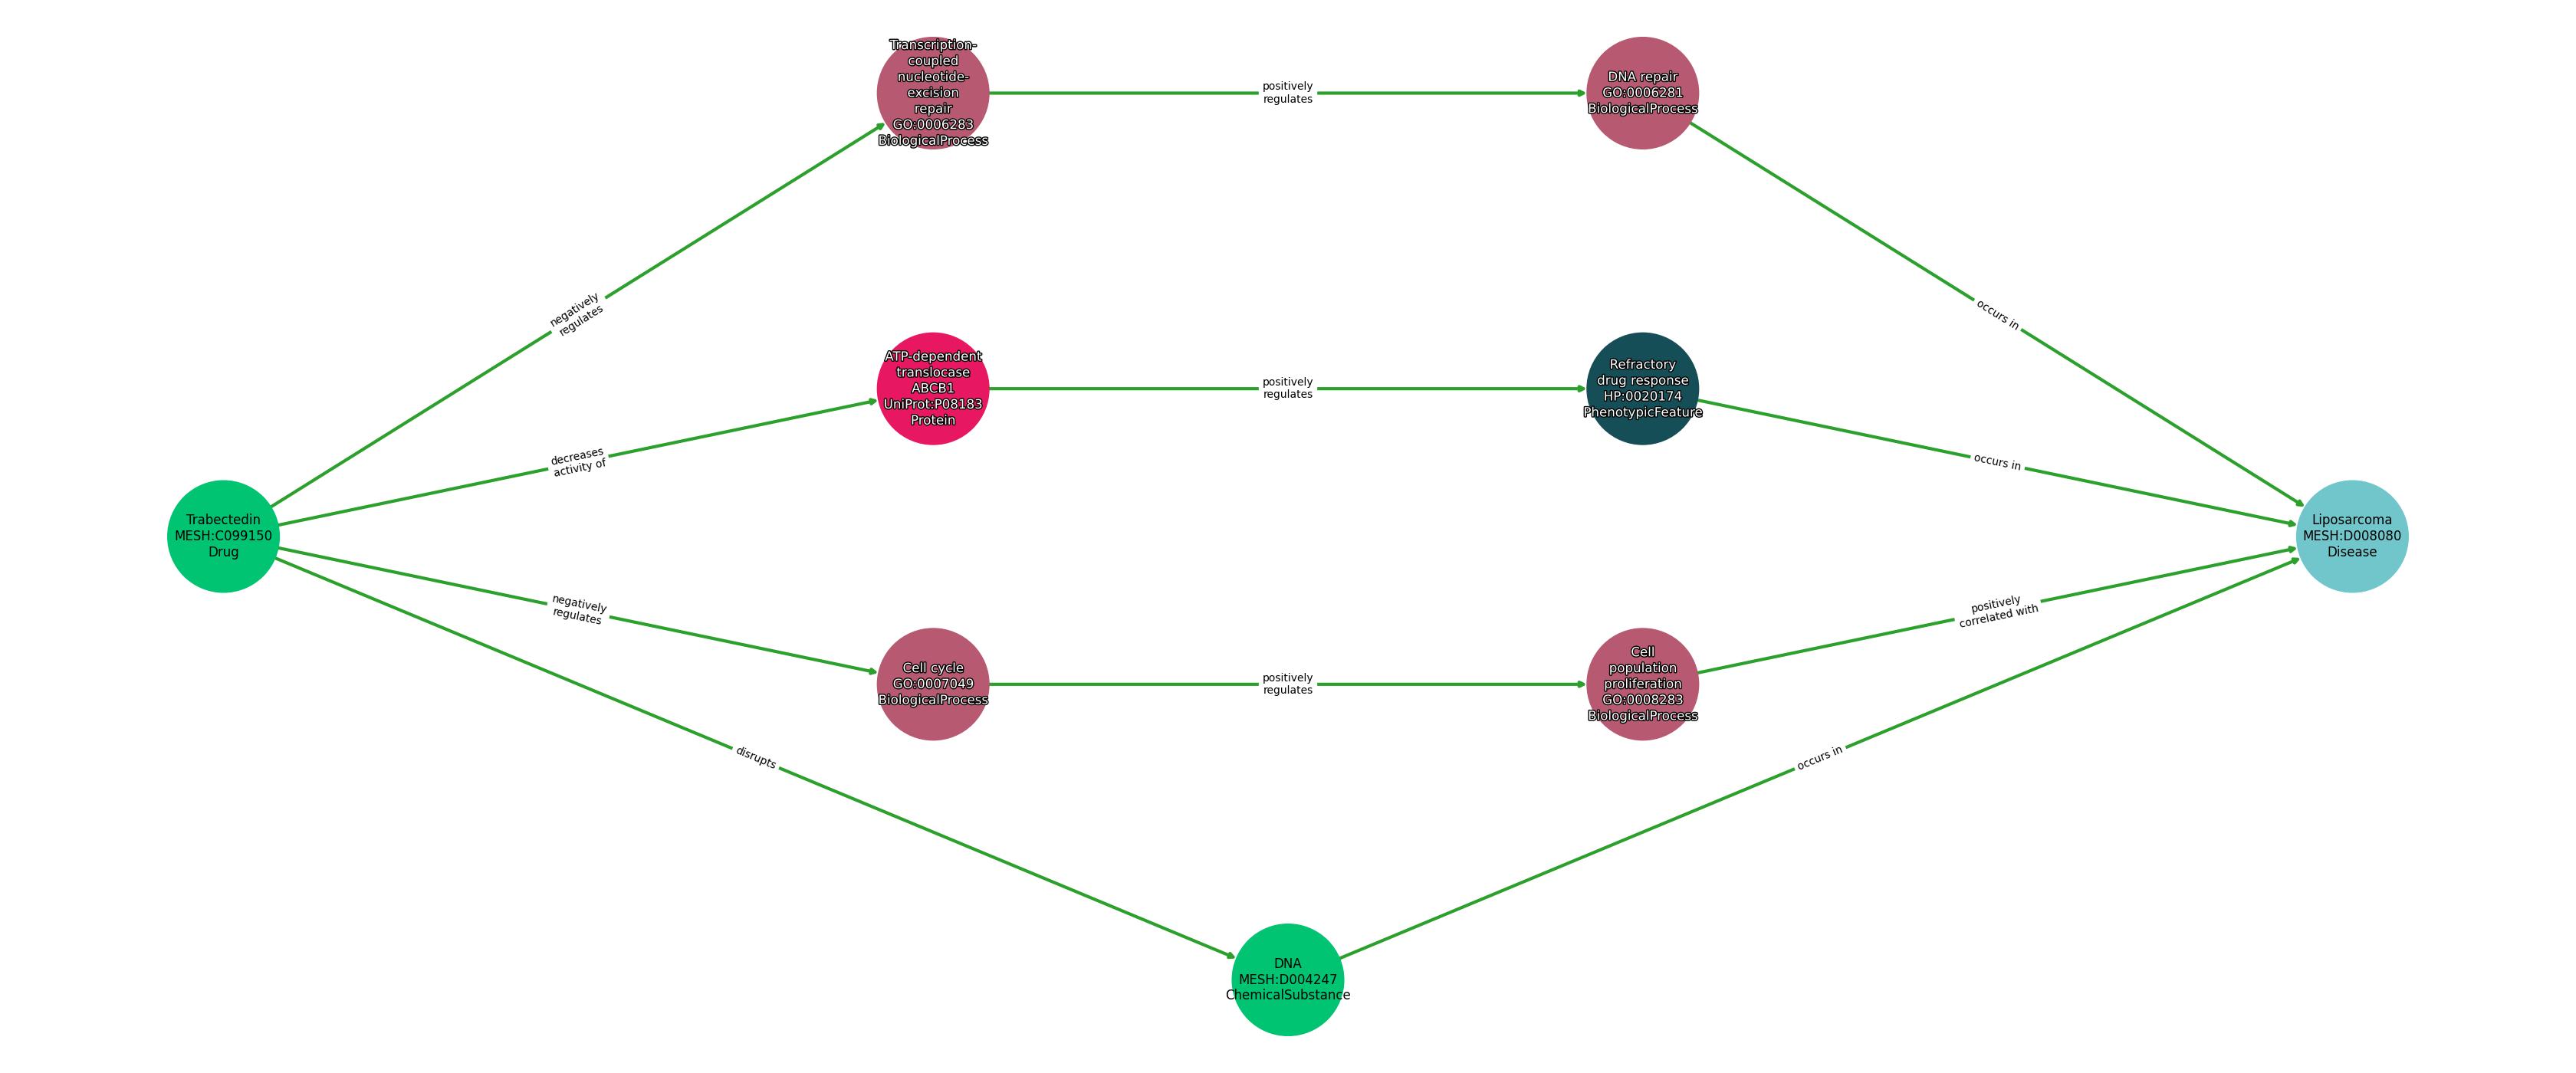 Transcription-
coupled
nucleotide-
excision
repair
GO:0006283
BiologicalProcess
positively
regulates
DNA repair
GO:0006281
BiologicalProcess
negatively
regulates
occurs in
ATP-dependent
translocase
ABCB1
UniProt:P08183
Protein
positively
regulates
Refractory
drug response
HP:0020174
PhenotypicFeature
decreases
activity of
occurs in
Trabectedin
MESH:C099150
Drug
Liposarcoma
MESH:D008080
Disease
negatively
regulates
positively
correlated with
Cell cycle
GO:0007049
BiologicalProcess
positively
regulates
Cell
population
proliferation
GO:0008283
BiologicalProcess
disrupts
occurs in
DNA
MESH:D004247
ChemicalSubstance